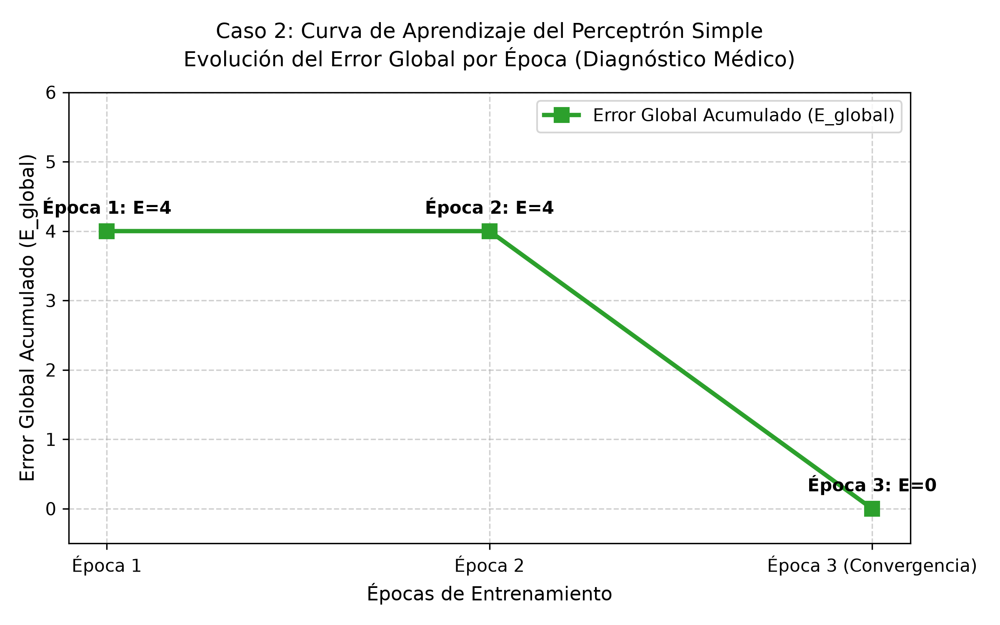 Caso 2: Curva de Aprendizaje del Perceptrón Simple
Evolución del Error Global por Época (Diagnóstico Médico)
Error Global Acumulado (E_global)
6
5
4
3
2
1
0
Error Global Acumulado (E_global)
Época 1: E=4
Época 2: E=4
Época 3: E=0
Época 1
Época 2
Época 3 (Convergencia)
Épocas de Entrenamiento